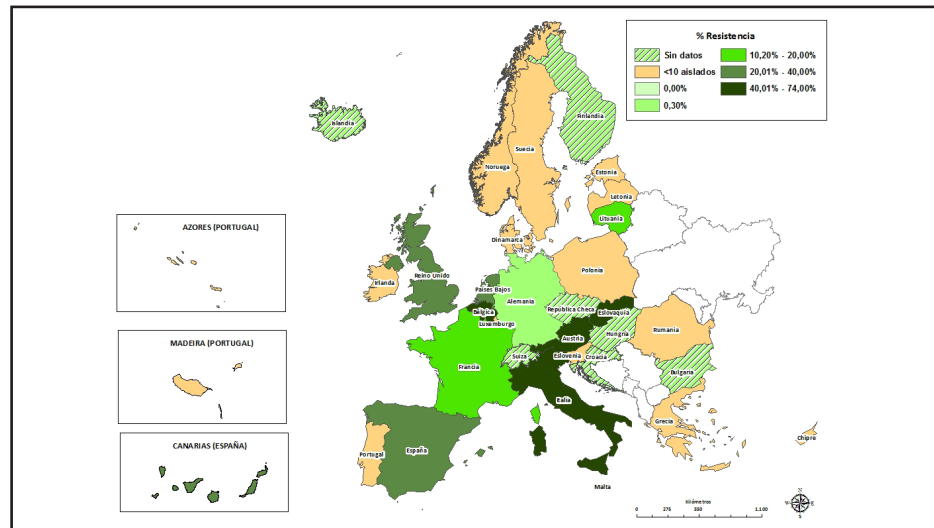 % Resistencia
Sin datos
<10 aislados
0,00%
0,30%
10,20% - 20,00%
20,01% - 40,00%
40,01% - 74,00%
Islandia
Finlandia
Suecia
Noruega
Estonia
Letonia
Lituania
Dinamarca
AZORES (PORTUGAL)
Irlanda
Reino Unido
Países Bajos
Polonia
Alemania
Bélgica
Luxemburgo
República Checa
Eslovaquia
MADEIRA (PORTUGAL)
Hungría
Rumania
Austria
Suiza
Eslovenia
Croacia
Francia
Bulgaria
Italia
CANARIAS (ESPAÑA)
Grecia
Chipre
España
Portugal
Malta
Kilómetros
0 275 550 1.100
N
W E
S